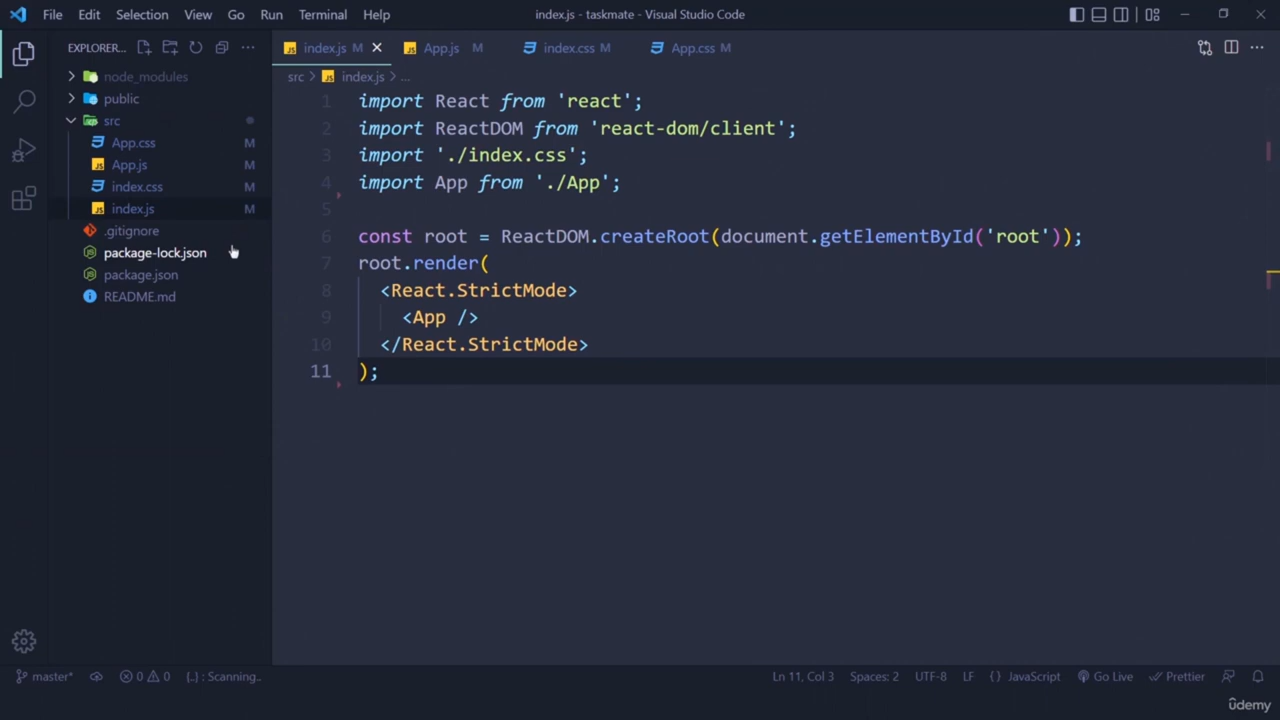 File Edit Selection View Go Run Terminal Help index.js - taskmate - Visual Studio Code
EXPLORER...
index.js M
App.js M
index.css M
App.css M
node_modules
public
src
App.css M
App.js M
index.css M
index.js M
.gitignore
package-lock.json
package.json
README.md
src > index.js > ...
1 import React from 'react';
2 import ReactDOM from 'react-dom/client';
3 import './index.css';
4 import App from './App';
5
6 const root = ReactDOM.createRoot(document.getElementById('root'));
7 root.render(
8 <React.StrictMode>
9 <App />
10 </React.StrictMode>
11 );
master* 0 0 {..} : Scanning.. Ln 11, Col 3 Spaces: 2 UTF-8 LF {} JavaScript Go Live Prettier
ûdemy